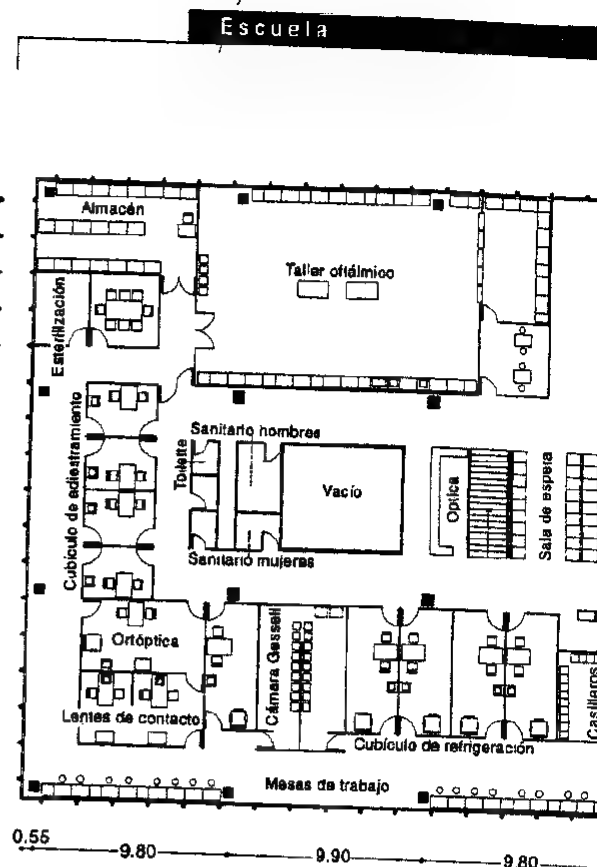 Escuela
Almacén
Taller oftálmico
Esterilización
Cubículo de adiestramiento
Sanitario hombres
Toilette
Vacío
Optica
Sala de espera
Sanitario mujeres
Ortóptica
Cámara Gessell
Casilleros
Lentes de contacto
Cubículo de refrigeración
Mesas de trabajo
0.55
9.80
9.90
9.80